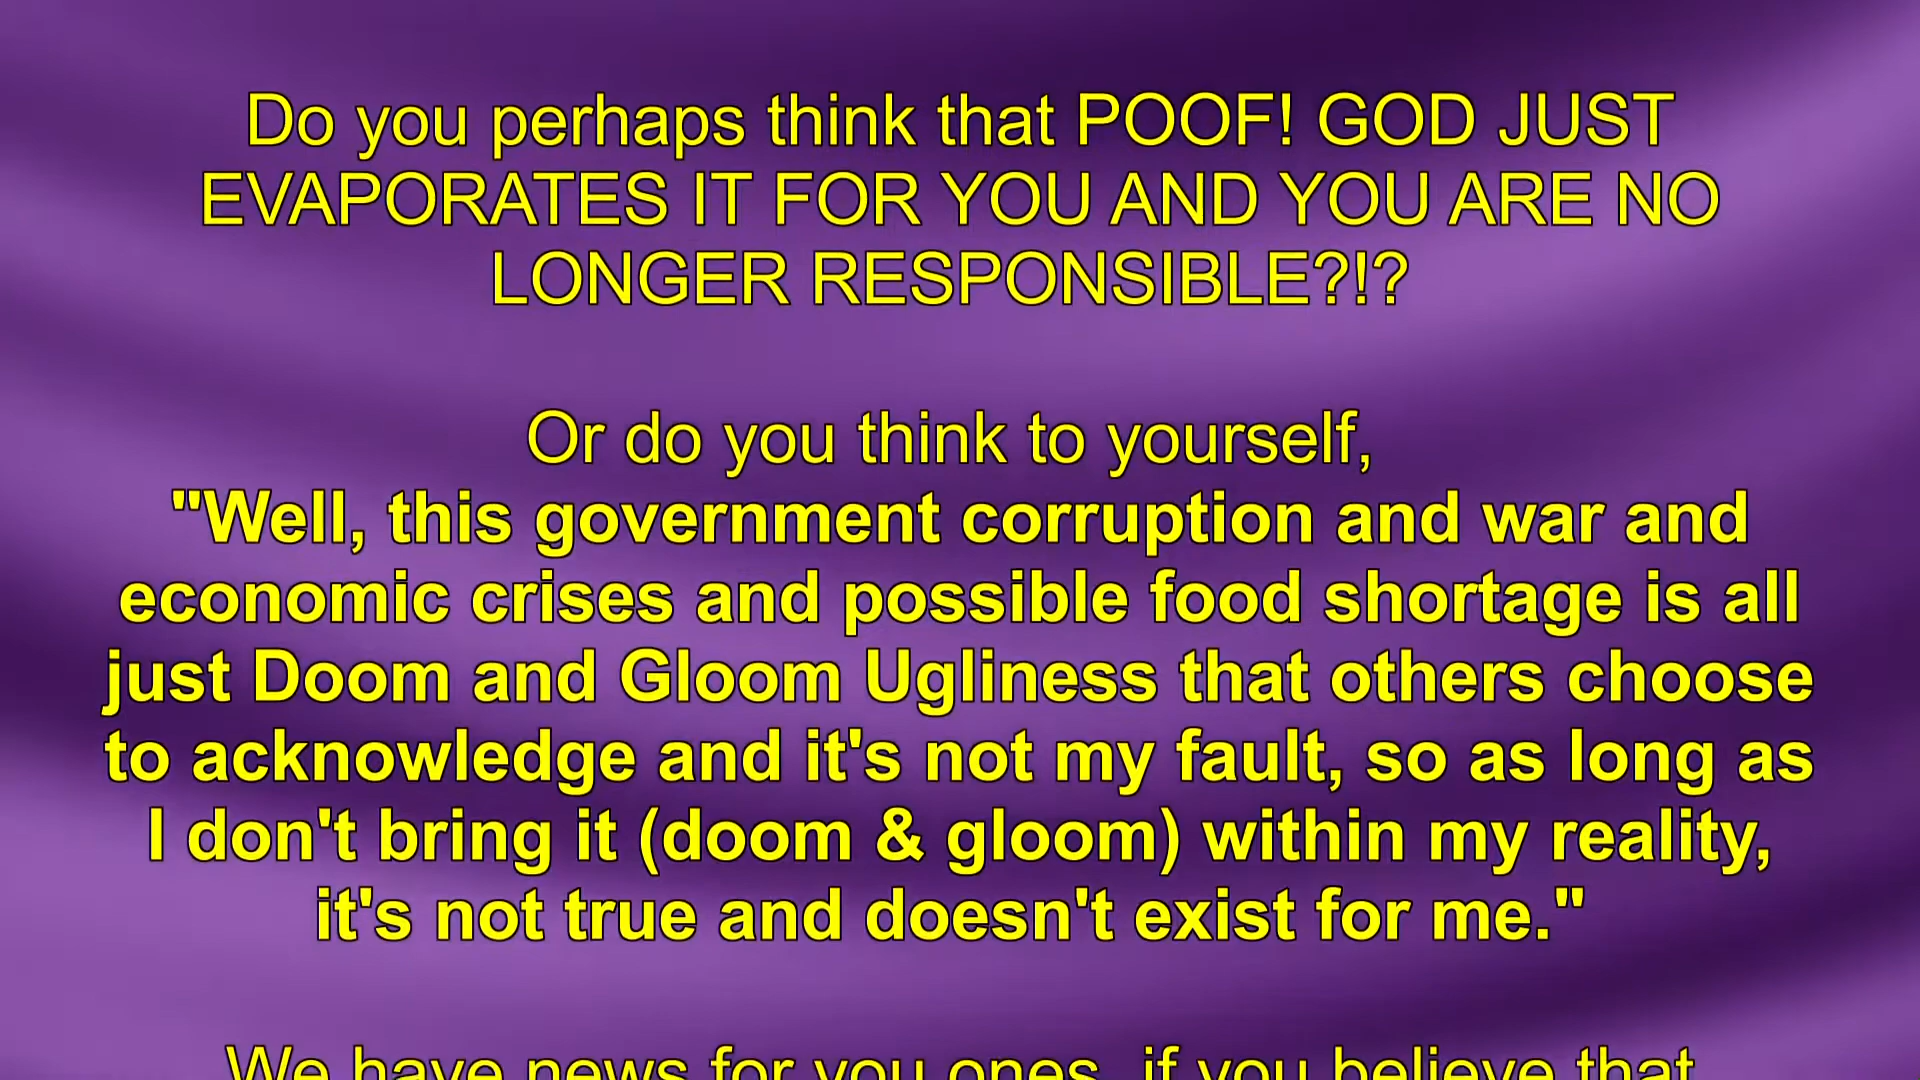 Do you perhaps think that POOF! GOD JUST
EVAPORATES IT FOR YOU AND YOU ARE NO
LONGER RESPONSIBLE?!?
Or do you think to yourself,
"Well, this government corruption and war and
economic crises and possible food shortage is all
just Doom and Gloom Ugliness that others choose
to acknowledge and it's not my fault, so as long as
I don't bring it (doom & gloom) within my reality,
it's not true and doesn't exist for me."
We have news for you ones, if you believe that